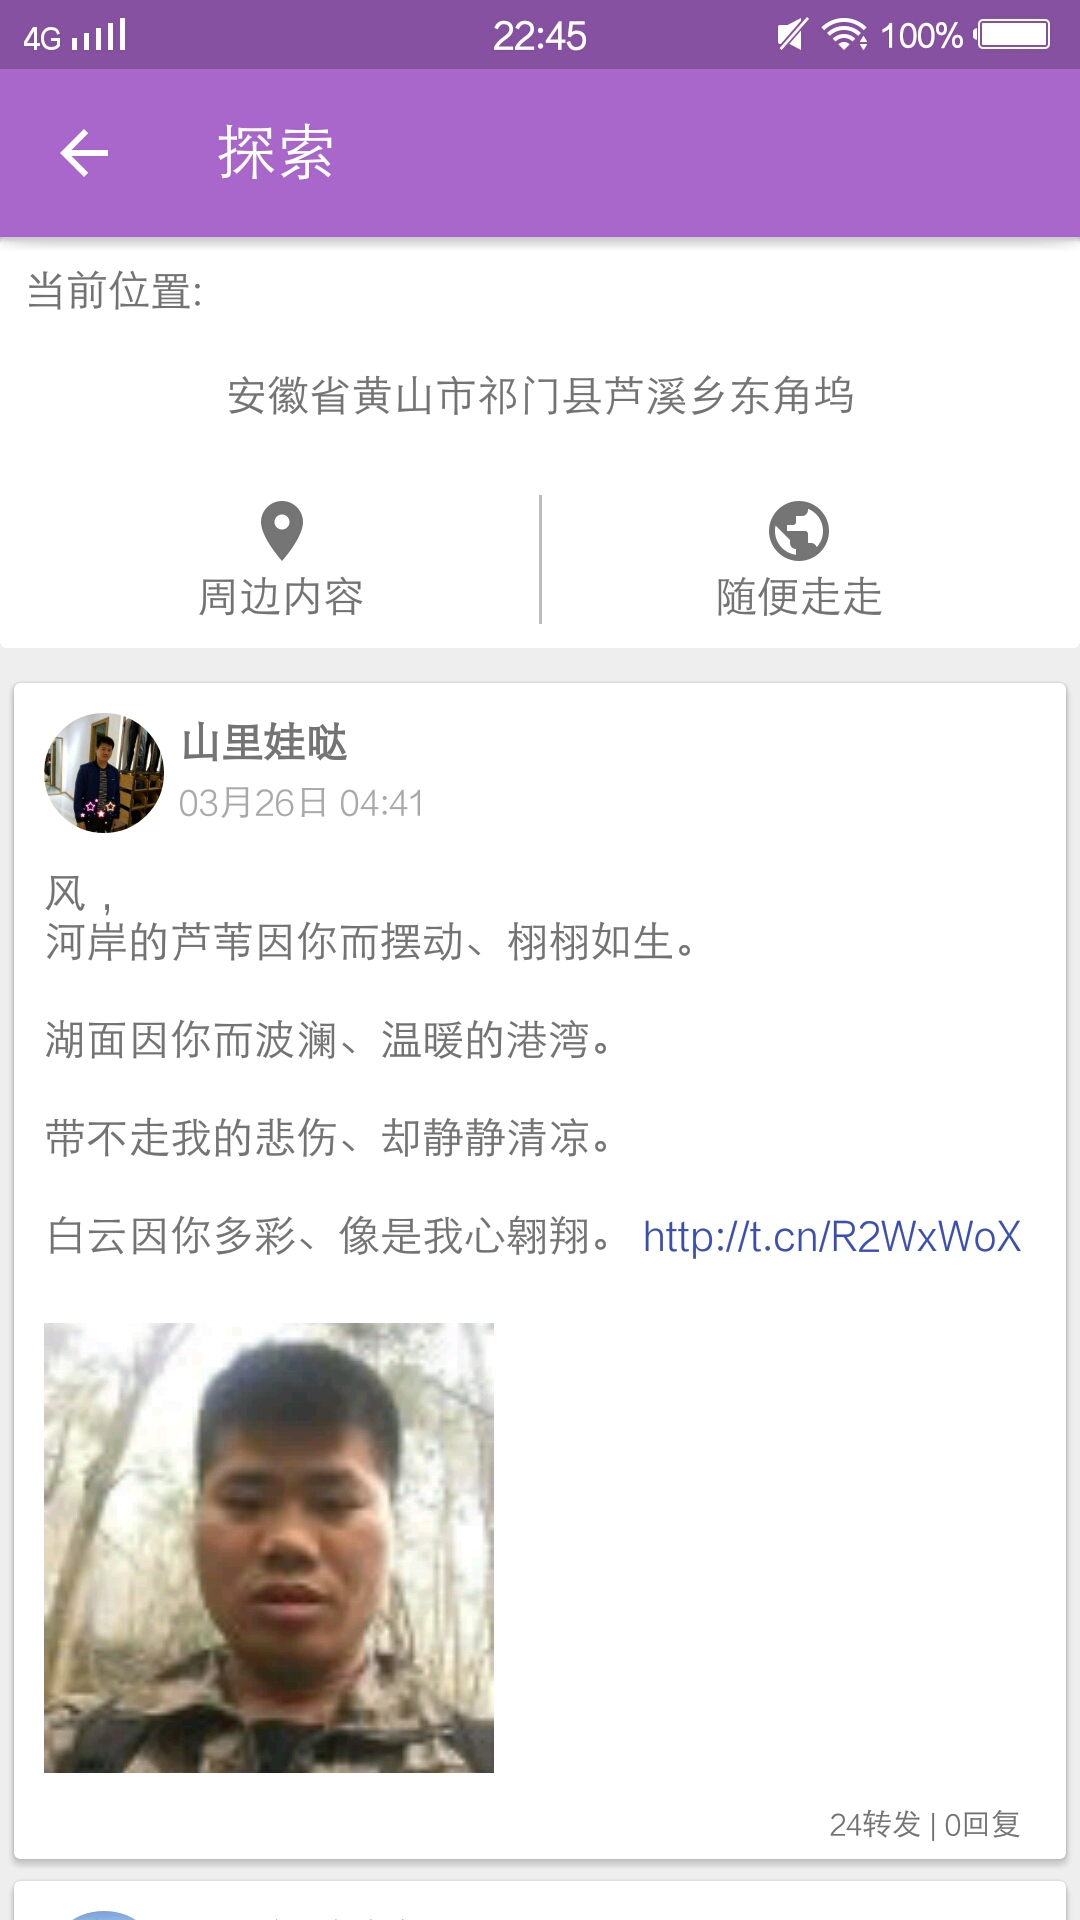 4G 22:45 100%
探索
当前位置:
安徽省黄山市祁门县芦溪乡东角坞
周边内容 随便走走
山里娃哒
03月26日 04:41
风，
河岸的芦苇因你而摆动、栩栩如生。
湖面因你而波澜、温暖的港湾。
带不走我的悲伤、却静静清凉。
白云因你多彩、像是我心翱翔。 http://t.cn/R2WxWoX
24转发 | 0回复